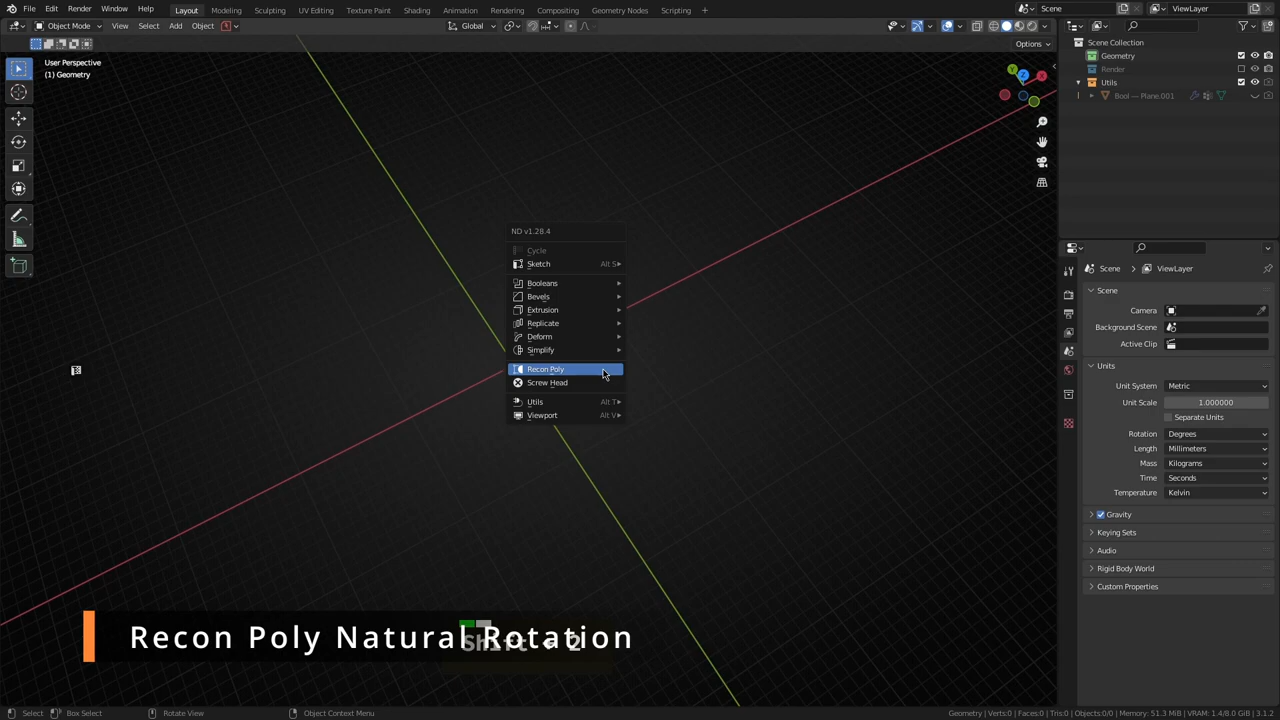 File Edit Render Window Help Layout Modeling Sculpting UV Editing Texture Paint Shading Animation Rendering Compositing Geometry Nodes Scripting Scene ViewLayer
Object Mode View Select Add Object Global
Options
User Perspective
(1) Geometry
Scene Collection
Geometry
Render
Utils
Bool — Plane.001
ND v1.28.4
Cycle
Sketch Alt S
Booleans
Bevels
Extrusion
Replicate
Deform
Simplify
Recon Poly
Screw Head
Utils Alt T
Viewport Alt V
Scene ViewLayer
Scene
Camera
Background Scene
Active Clip
Units
Unit System Metric
Unit Scale 1.000000
Separate Units
Rotation Degrees
Length Millimeters
Mass Kilograms
Time Seconds
Temperature Kelvin
Gravity
Keying Sets
Audio
Rigid Body World
Custom Properties
Recon Poly Natural Rotation
Shift + 2
Select Box Select Rotate View Object Context Menu Geometry | Verts:0 | Faces:0 | Tris:0 | Objects:0/0 | Memory: 51.3 MiB | VRAM: 1.4/8.0 GiB | 3.1.2